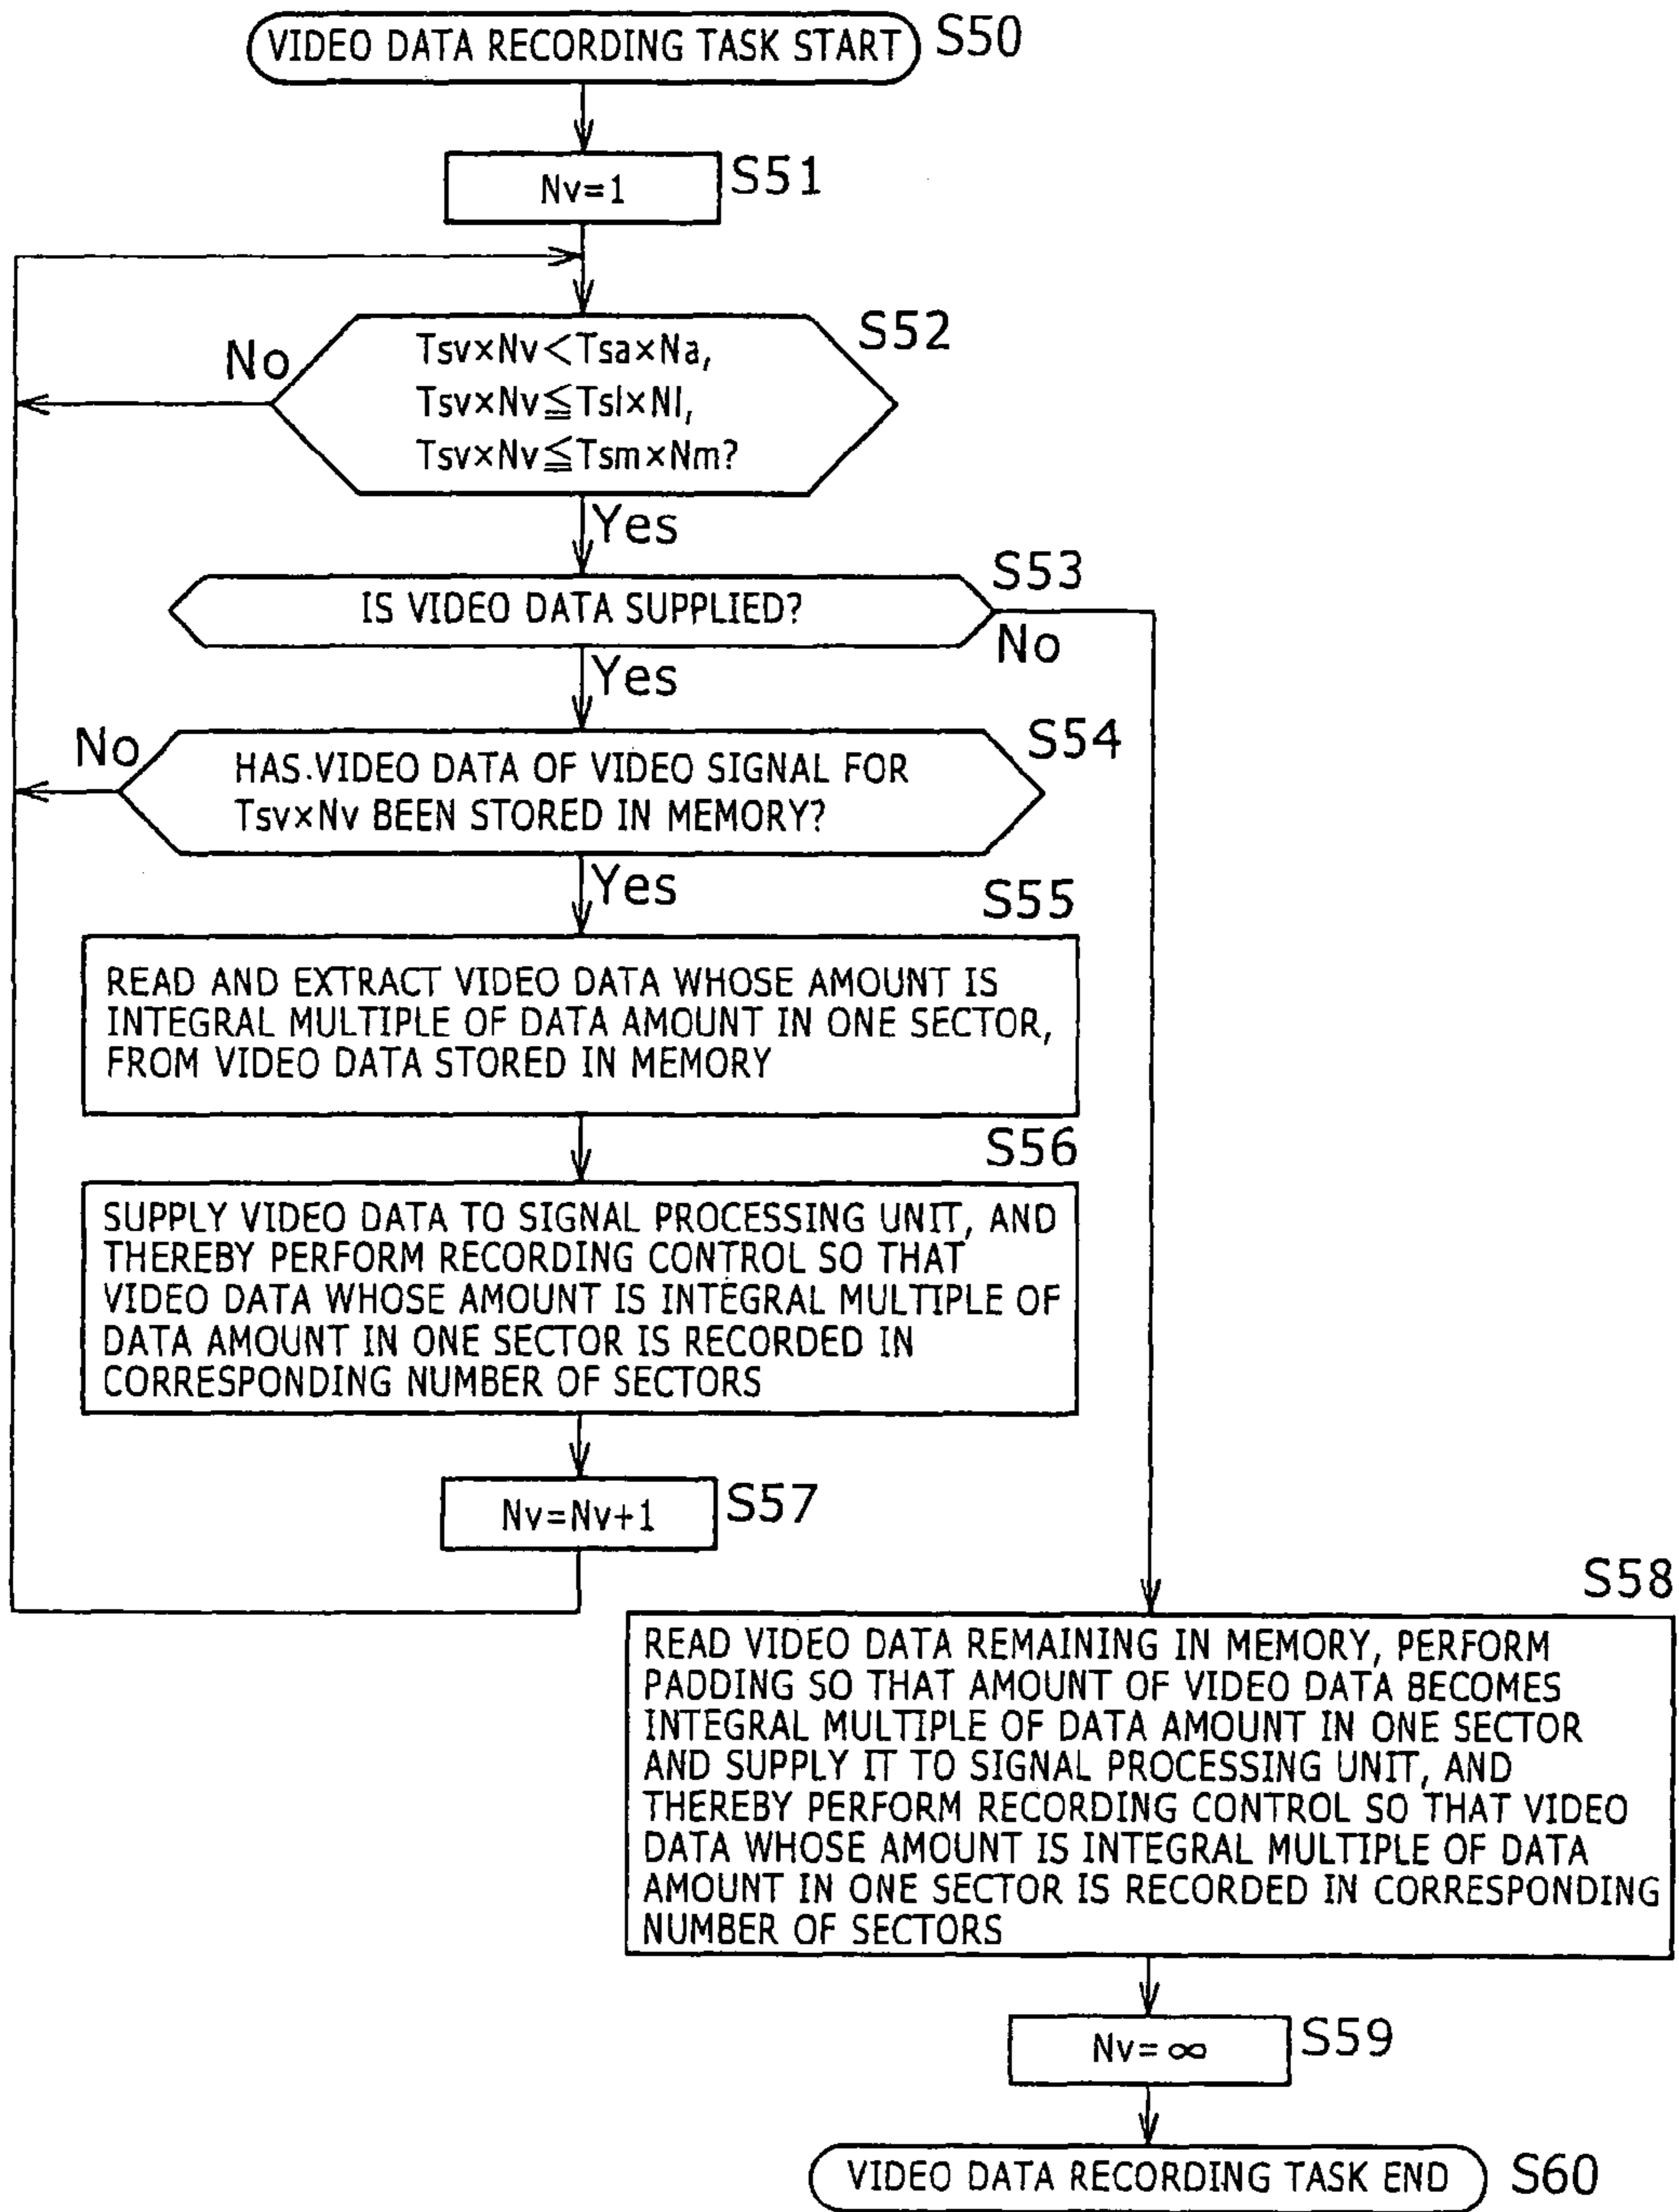 VIDEO DATA RECORDING TASK START
S50
Nv=1
S51
Tsv×Nv<Tsa×Na,
Tsv×Nv≦Tsl×Nl,
Tsv×Nv≦Tsm×Nm?
S52
No
Yes
IS VIDEO DATA SUPPLIED?
S53
No
Yes
HAS.VIDEO DATA OF VIDEO SIGNAL FOR
Tsv×Nv BEEN STORED IN MEMORY?
S54
No
Yes
S55
READ AND EXTRACT VIDEO DATA WHOSE AMOUNT IS
INTEGRAL MULTIPLE OF DATA AMOUNT IN ONE SECTOR,
FROM VIDEO DATA STORED IN MEMORY
S56
SUPPLY VIDEO DATA TO SIGNAL PROCESSING UNIT, AND
THEREBY PERFORM RECORDING CONTROL SO THAT
VIDEO DATA WHOSE AMOUNT IS INTEGRAL MULTIPLE OF
DATA AMOUNT IN ONE SECTOR IS RECORDED IN
CORRESPONDING NUMBER OF SECTORS
Nv=Nv+1
S57
S58
READ VIDEO DATA REMAINING IN MEMORY, PERFORM
PADDING SO THAT AMOUNT OF VIDEO DATA BECOMES
INTEGRAL MULTIPLE OF DATA AMOUNT IN ONE SECTOR
AND SUPPLY IT TO SIGNAL PROCESSING UNIT, AND
THEREBY PERFORM RECORDING CONTROL SO THAT VIDEO
DATA WHOSE AMOUNT IS INTEGRAL MULTIPLE OF DATA
AMOUNT IN ONE SECTOR IS RECORDED IN CORRESPONDING
NUMBER OF SECTORS
Nv=∞
S59
VIDEO DATA RECORDING TASK END
S60